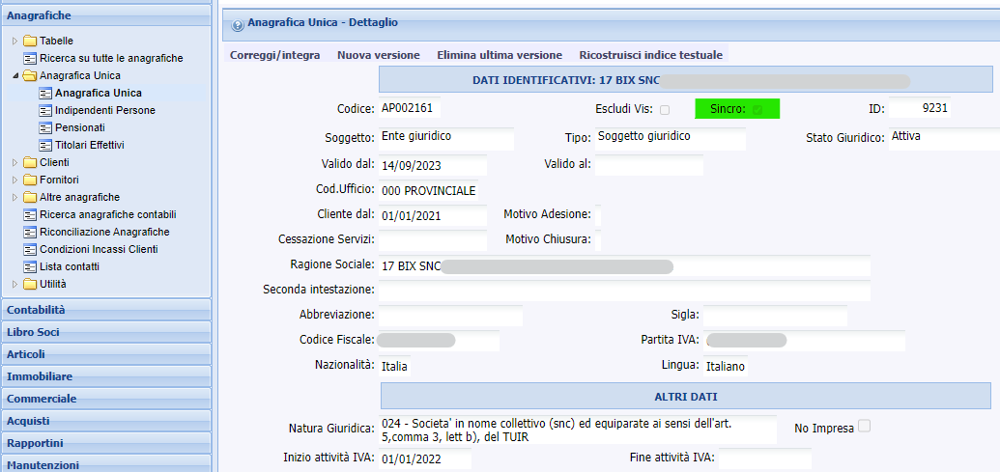 Anagrafiche
Tabelle
Ricerca su tutte le anagrafiche
Anagrafica Unica
Anagrafica Unica
Indipendenti Persone
Pensionati
Titolari Effettivi
Clienti
Fornitori
Altre anagrafiche
Ricerca anagrafiche contabili
Riconciliazione Anagrafiche
Condizioni Incassi Clienti
Lista contatti
Utilità
Contabilità
Libro Soci
Articoli
Immobiliare
Commerciale
Acquisti
Rapportini
Manutenzioni
Anagrafica Unica - Dettaglio
Correggi/integra Nuova versione Elimina ultima versione Ricostruisci indice testuale
DATI IDENTIFICATIVI: 17 BIX SNC
Codice: AP002161 Escludi Vis: Sincro: ID: 9231
Soggetto: Ente giuridico Tipo: Soggetto giuridico Stato Giuridico: Attiva
Valido dal: 14/09/2023 Valido al:
Cod.Ufficio: 000 PROVINCIALE
Cliente dal: 01/01/2021 Motivo Adesione:
Cessazione Servizi: Motivo Chiusura:
Ragione Sociale: 17 BIX SNC
Seconda intestazione:
Abbreviazione: Sigla:
Codice Fiscale: Partita IVA:
Nazionalità: Italia Lingua: Italiano
ALTRI DATI
Natura Giuridica: 024 - Societa' in nome collettivo (snc) ed equiparate ai sensi dell'art. No Impresa
5,comma 3, lett b), del TUIR
Inizio attività IVA: 01/01/2022 Fine attività IVA: